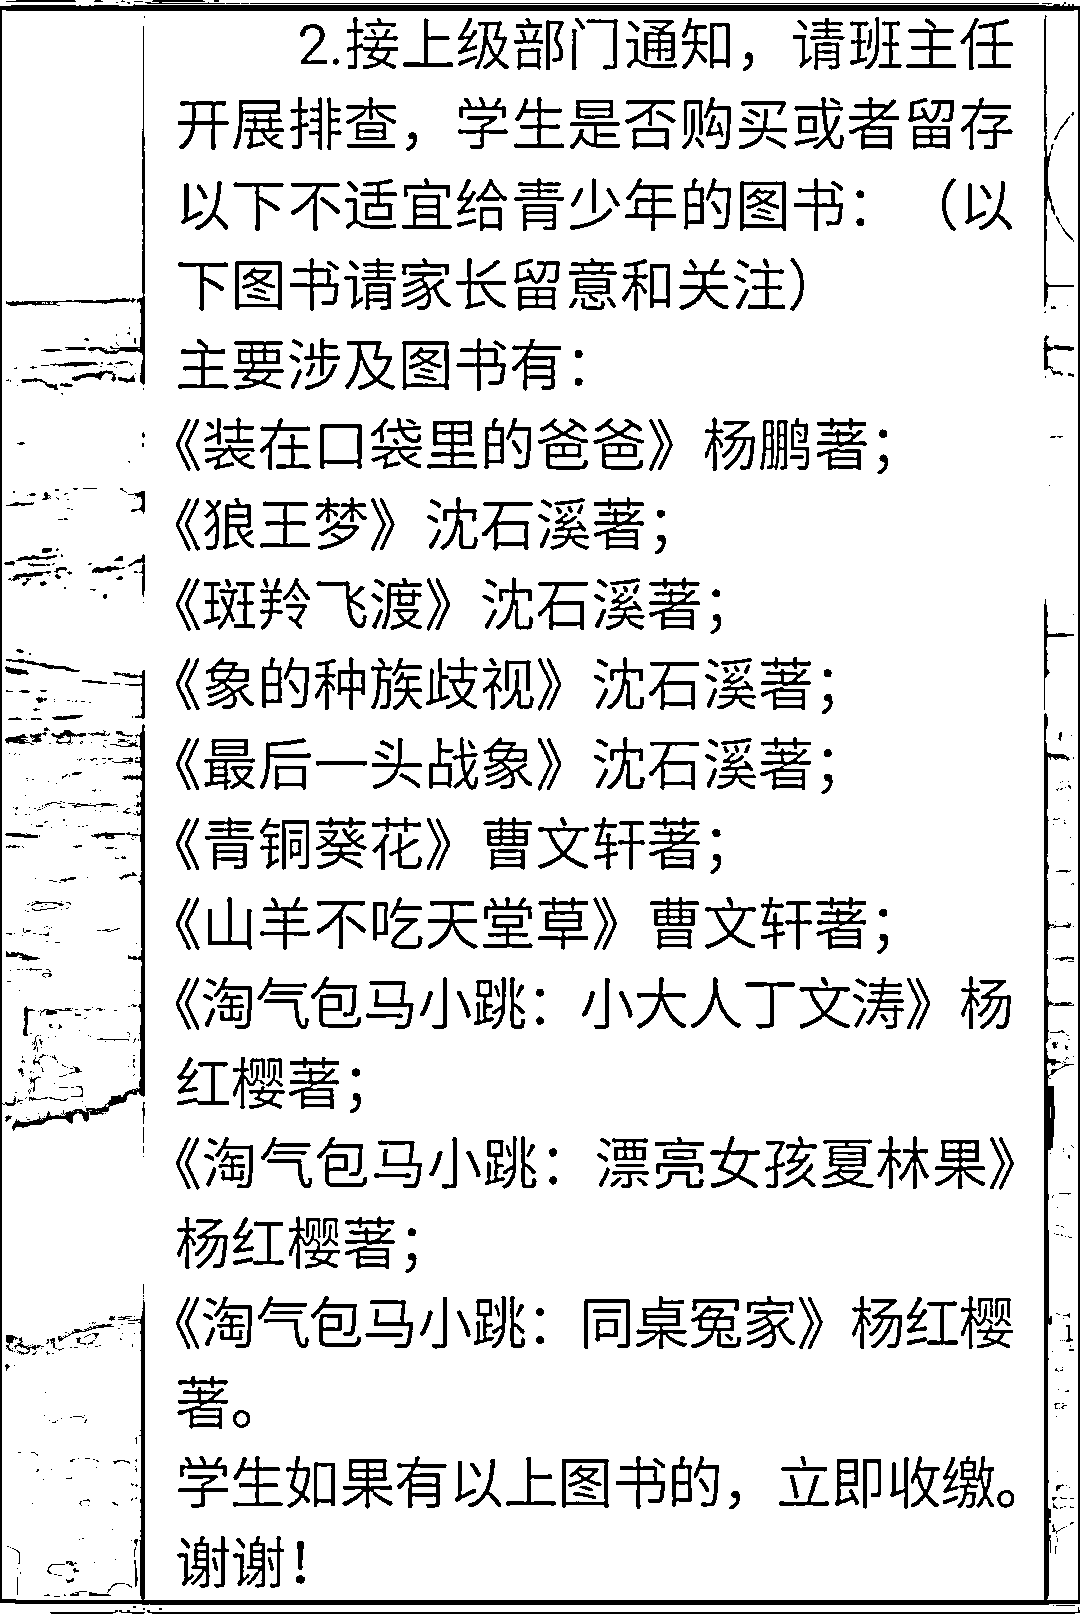 2.接上级部门通知，请班主任
开展排查，学生是否购买或者留存
以下不适宜给青少年的图书：（以
下图书请家长留意和关注）
主要涉及图书有：
《装在口袋里的爸爸》杨鹏著；
《狼王梦》沈石溪著；
《斑羚飞渡》沈石溪著；
《象的种族歧视》沈石溪著；
《最后一头战象》沈石溪著；
《青铜葵花》曹文轩著；
《山羊不吃天堂草》曹文轩著；
《淘气包马小跳：小大人丁文涛》杨
红樱著；
《淘气包马小跳：漂亮女孩夏林果》
杨红樱著；
《淘气包马小跳：同桌冤家》杨红樱
著。
学生如果有以上图书的，立即收缴。
谢谢！